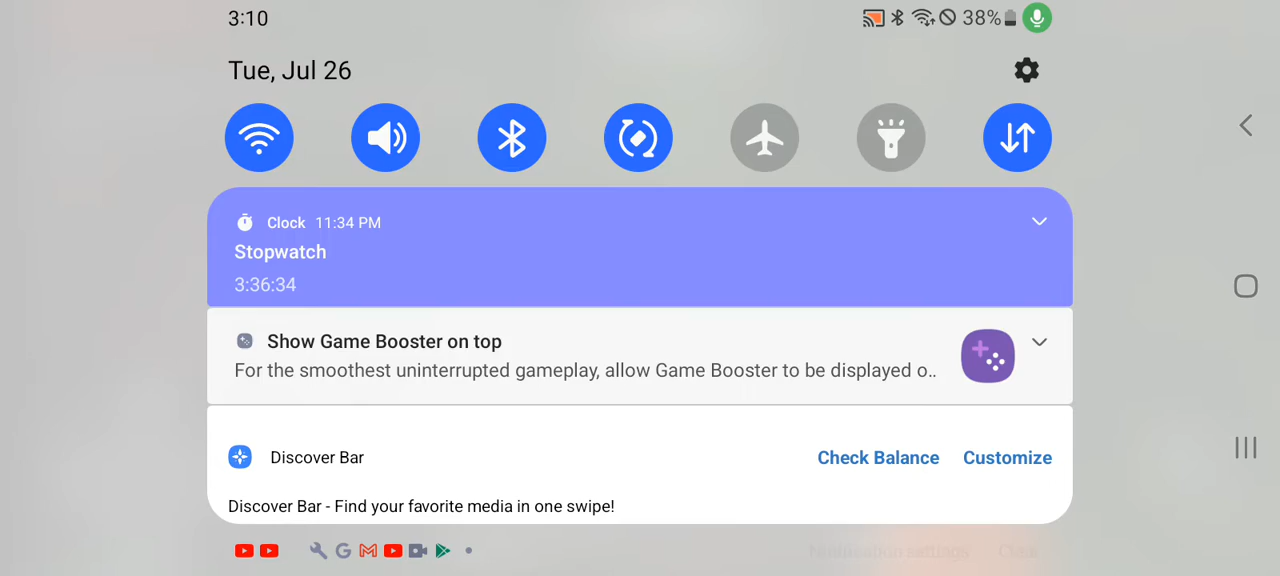 3:10
38%
Tue, Jul 26
Clock 11:34 PM
Stopwatch
3:36:34
Show Game Booster on top
For the smoothest uninterrupted gameplay, allow Game Booster to be displayed o..
Discover Bar
Check Balance Customize
Discover Bar - Find your favorite media in one swipe!
Notification settings